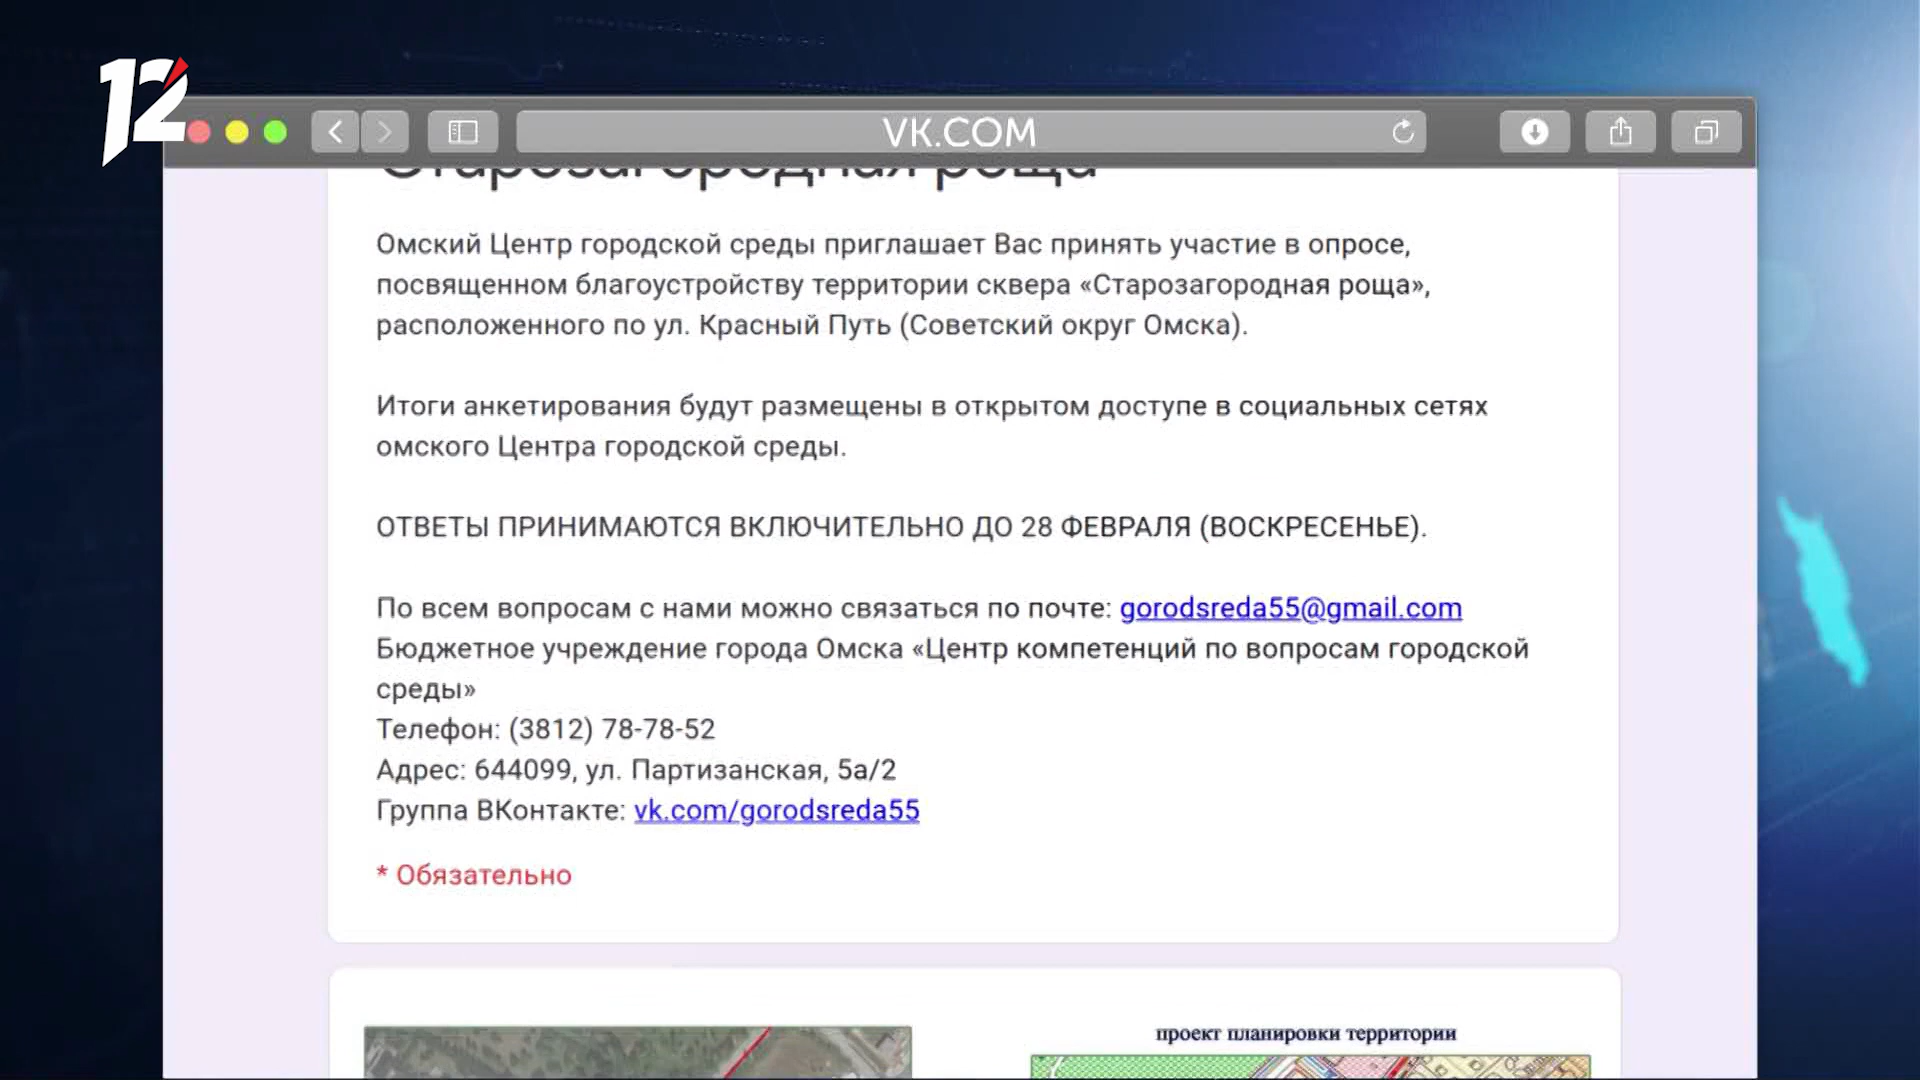 12
VK.COM
Старозагородная роща
Омский Центр городской среды приглашает Вас принять участие в опросе,
посвященном благоустройству территории сквера «Старозагородная роща»,
расположенного по ул. Красный Путь (Советский округ Омска).
Итоги анкетирования будут размещены в открытом доступе в социальных сетях
омского Центра городской среды.
ОТВЕТЫ ПРИНИМАЮТСЯ ВКЛЮЧИТЕЛЬНО ДО 28 ФЕВРАЛЯ (ВОСКРЕСЕНЬЕ).
По всем вопросам с нами можно связаться по почте: gorodsreda55@gmail.com
Бюджетное учреждение города Омска «Центр компетенций по вопросам городской
среды»
Телефон: (3812) 78-78-52
Адрес: 644099, ул. Партизанская, 5а/2
Группа ВКонтакте: vk.com/gorodsreda55
* Обязательно
проект планировки территории